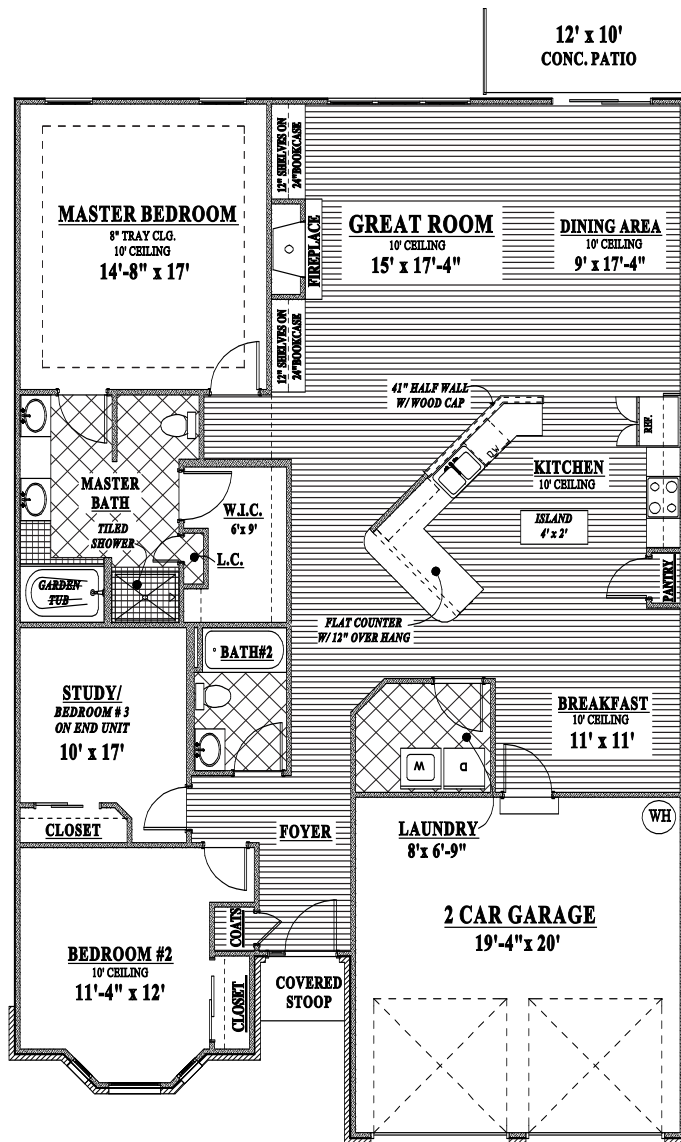 12' x 10'
CONC. PATIO
12" SHELVES ON
24"BOOKCASE
MASTER BEDROOM
8" TRAY CLG.
10' CEILING
14'-8" x 17'
FIREPLACE
GREAT ROOM
10' CEILING
15' x 17'-4"
DINING AREA
10' CEILING
9' x 17'-4"
12" SHELVES ON
24"BOOKCASE
41" HALF WALL
W/ WOOD CAP
REF.
DW
KITCHEN
10' CEILING
MASTER
BATH
W.I.C.
6'x 9'
ISLAND
4'x 2'
TILED
SHOWER
L.C.
GARDEN
TUB
PANTRY
FLAT COUNTER
W/ 12" OVER HANG
BATH#2
STUDY/
BEDROOM # 3
ON END UNIT
10' x 17'
BREAKFAST
10' CEILING
11' x 11'
W
D
CLOSET
FOYER
LAUNDRY
8'x 6'-9"
WH
COATS
2 CAR GARAGE
19'-4"x 20'
BEDROOM #2
10' CEILING
11'-4" x 12'
CLOSET
COVERED
STOOP